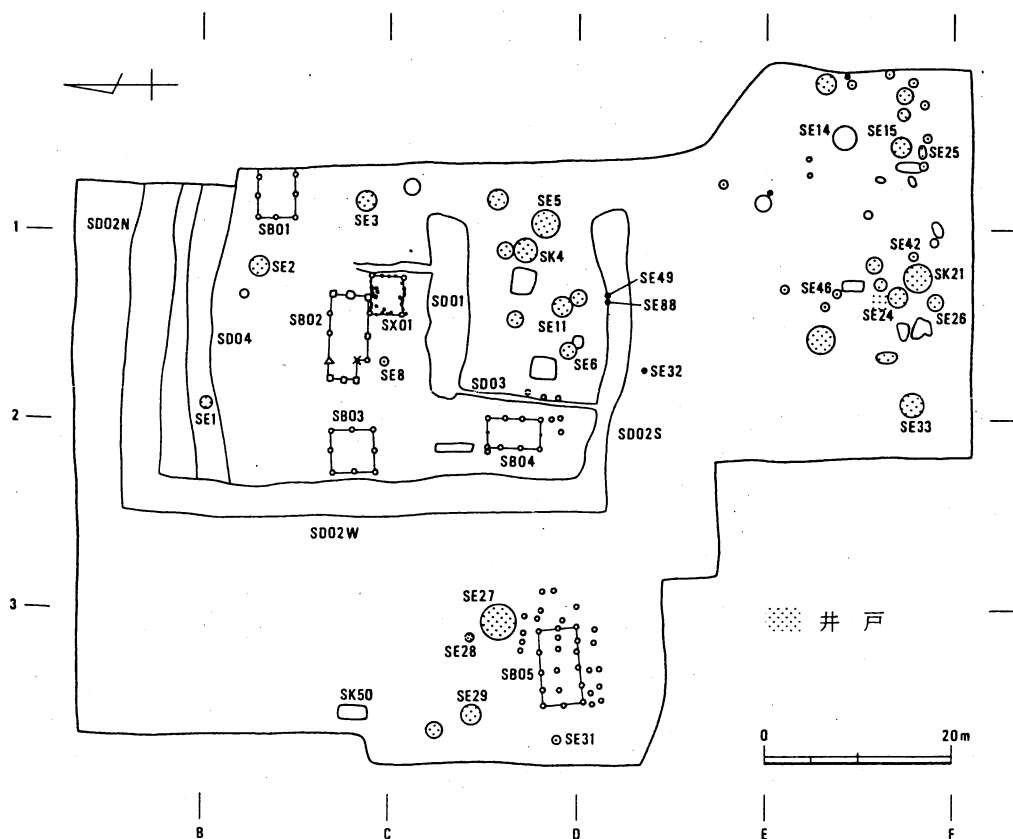 SE14
SE15
SE25
SD02N
1
SB01
SE3
SE5
SK4
SE2
SE42
SK21
SE49
SE88
SE46
SD01
SB02
SX01
SD04
SE11
SE24
SE26
SE8
SE6
SE32
SD03
SE1
2
SB03
SD02S
SB04
SE33
SD02W
3
SE27
井戸
SE28
SB05
SK50
SE29
SE31
0 20m
B C D E F